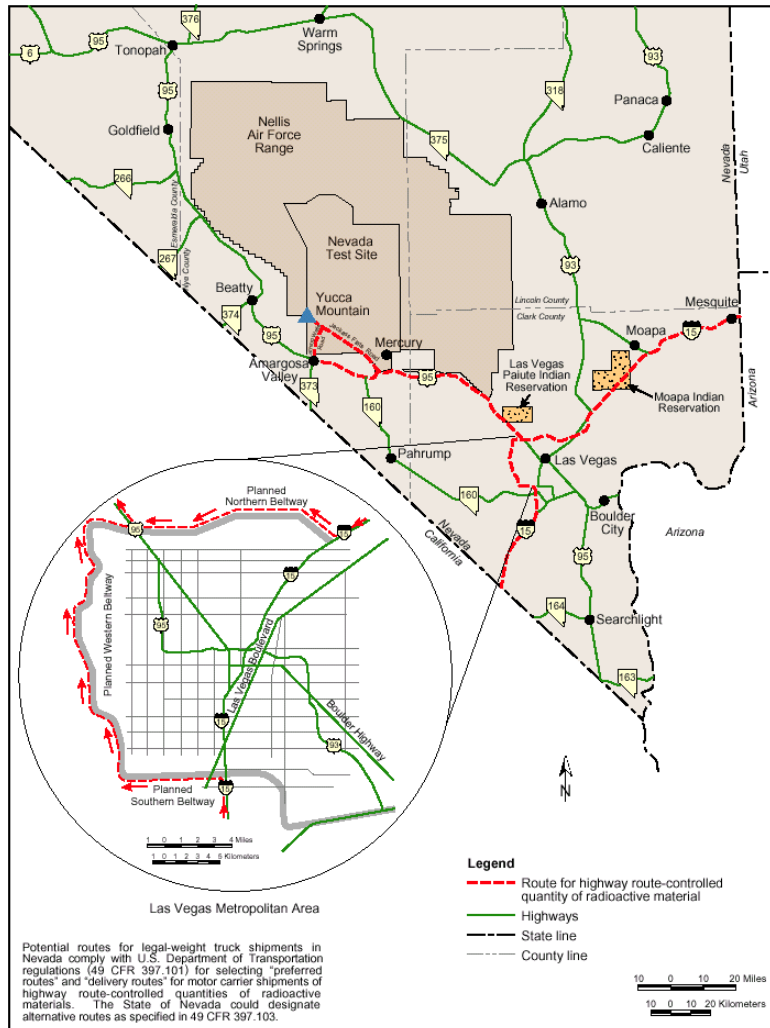 376
93
95
Warm
Springs
6
Tonopah
95
318
Panaca
Goldfield
Nellis
Air Force
Range
375
Caliente
Nevada
Utah
266
Esmeralda County
Nye County
Alamo
267
Nevada
Test Site
93
Beatty
Yucca
Mountain
Lincoln County
Clark County
Mesquite
374
95
Mercury
Moapa
15
Amargosa
Valley
373
95
Las Vegas
Paiute Indian
Reservation
Moapa Indian
Reservation
Arizona
160
Pahrump
Las Vegas
160
Boulder
City
Arizona
Nevada
California
15
95
164
Searchlight
163
Planned
Northern Beltway
95
15
15
Planned Western Beltway
95
Las Vegas Boulevard
Boulder Highway
15
93
Planned
Southern Beltway
15
1 0 1 2 3 4 Miles
1 0 1 2 3 4 5 Kilometers
N
Las Vegas Metropolitan Area
Legend
Route for highway route-controlled
quantity of radioactive material
Highways
State line
County line
Potential routes for legal-weight truck shipments in
Nevada comply with U.S. Department of Transportation
regulations (49 CFR 397.101) for selecting "preferred
routes" and "delivery routes" for motor carrier shipments of
highway route-controlled quantities of radioactive
materials. The State of Nevada could designate
alternative routes as specified in 49 CFR 397.103.
10 0 10 20 Miles
10 0 10 20 Kilometers